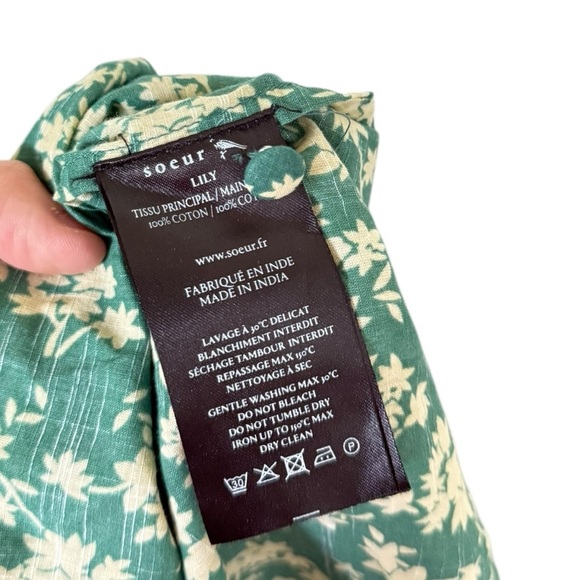 soeur
LILY
TISSU PRINCIPAL / MAIN
100% COTON / 100% COT
www.soeur.fr
FABRIQUÉ EN INDE
MADE IN INDIA
LAVAGE À 30°C DELICAT
BLANCHIMENT INTERDIT
SÉCHAGE TAMBOUR INTERDIT
REPASSAGE MAX 150°C
NETTOYAGE À SEC
GENTLE WASHING MAX 30°C
DO NOT BLEACH
DO NOT TUMBLE DRY
IRON UP TO 150°C MAX
DRY CLEAN
30 P